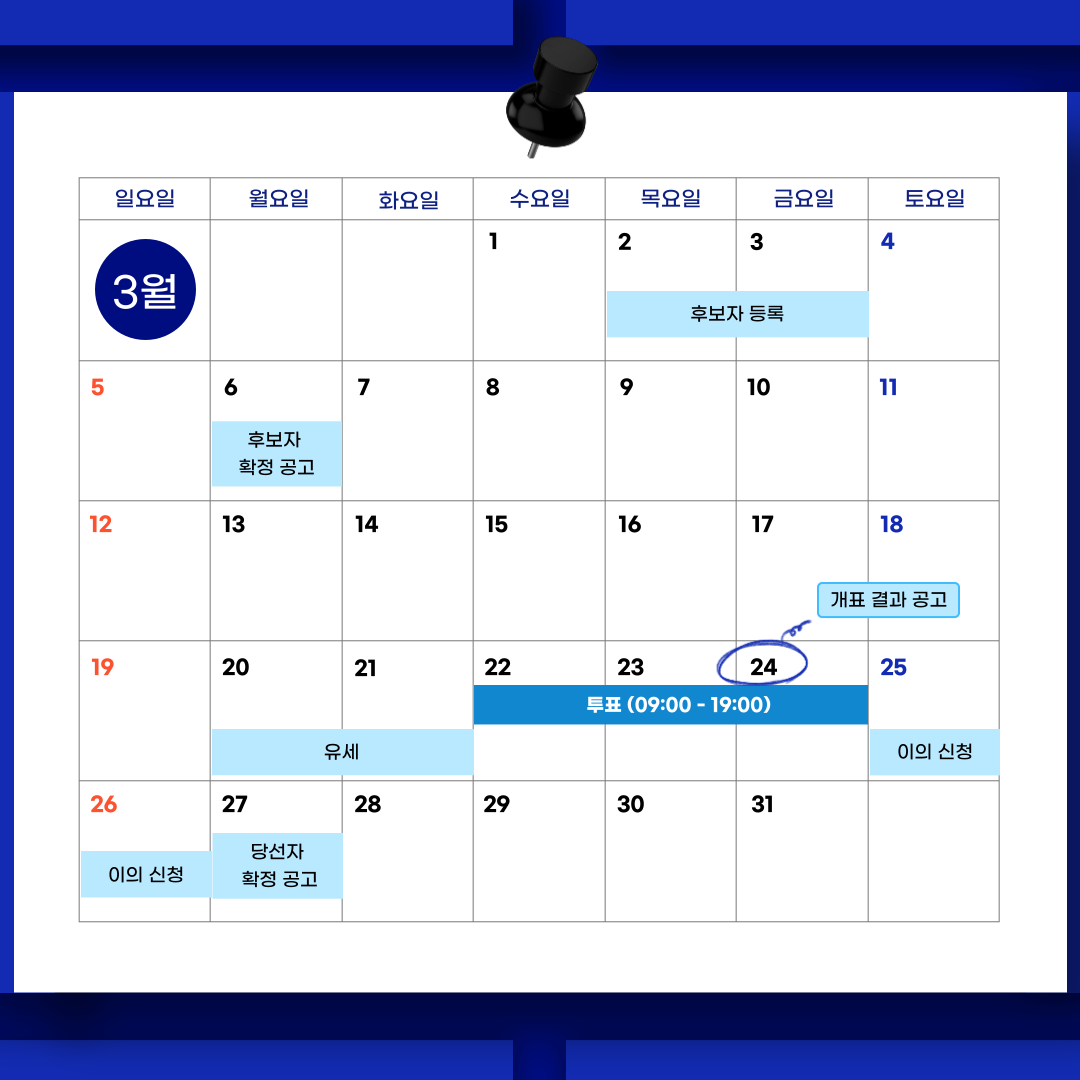 일요일 월요일 화요일 수요일 목요일 금요일 토요일
3월
1 2 3 4
후보자 등록
5 6 7 8 9 10 11
후보자
확정 공고
12 13 14 15 16 17 18
개표 결과 공고
19 20 21 22 23 24 25
투표 (09:00 - 19:00)
유세 이의 신청
26 27 28 29 30 31
이의 신청
당선자
확정 공고